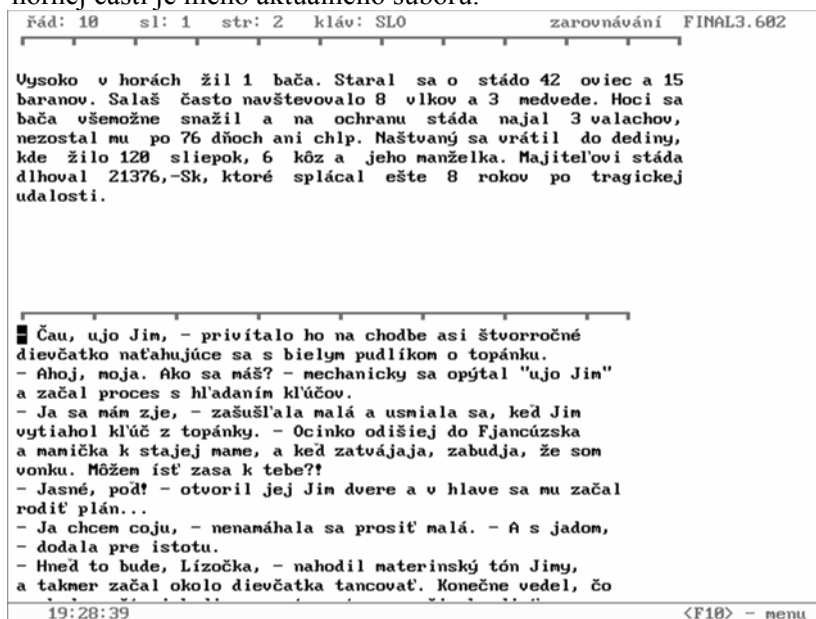 hornej časti je meno aktuálneho súboru.
řád: 10 sl: 1 str: 2 kláv: SLO zarovnávání FINAL3.602
Vysoko v horách žil 1 bača. Staral sa o stádo 42 oviec a 15
baranov. Salaš často navštevovalo 8 vlkov a 3 medvede. Hoci sa
bača všemožne snažil a na ochranu stáda najal 3 valachov,
nezostal mu po 76 dňoch ani chlp. Naštvaný sa vrátil do dediny,
kde žilo 120 sliepok, 6 kôz a jeho manželka. Majiteľovi stáda
dlhoval 21376,-Sk, ktoré splácal ešte 8 rokov po tragickej
udalosti.
- Čau, ujo Jim, - privítalo ho na chodbe asi štvorročné
dievčatko naťahujúce sa s bielym pudlíkom o topánku.
- Ahoj, moja. Ako sa máš? - mechanicky sa opýtal "ujo Jim"
a začal proces s hľadaním kľúčov.
- Ja sa mám zje, - zašušľala malá a usmiala sa, keď Jim
vytiahol kľúč z topánky. - Ocinko odišiej do Fjancúzska
a mamička k stajej mame, a keď zatvájaja, zabudja, že som
vonku. Môžem ísť zasa k tebe?!
- Jasné, poď! - otvoril jej Jim dvere a v hlave sa mu začal
rodiť plán...
- Ja chcem coju, - nenamáhala sa prosiť malá. - A s jadom,
- dodala pre istotu.
- Hneď to bude, Lízočka, - nahodil materinský tón Jimy,
a takmer začal okolo dievčatka tancovať. Konečne vedel, čo
19:28:39 <F10> - menu